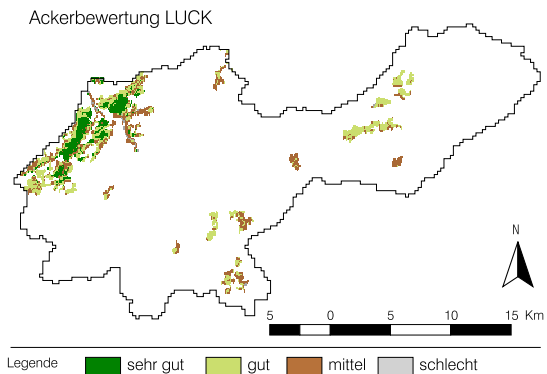 Ackerbewertung LUCK
N
5 0 5 10 15 Km
Legende sehr gut gut mittel schlecht